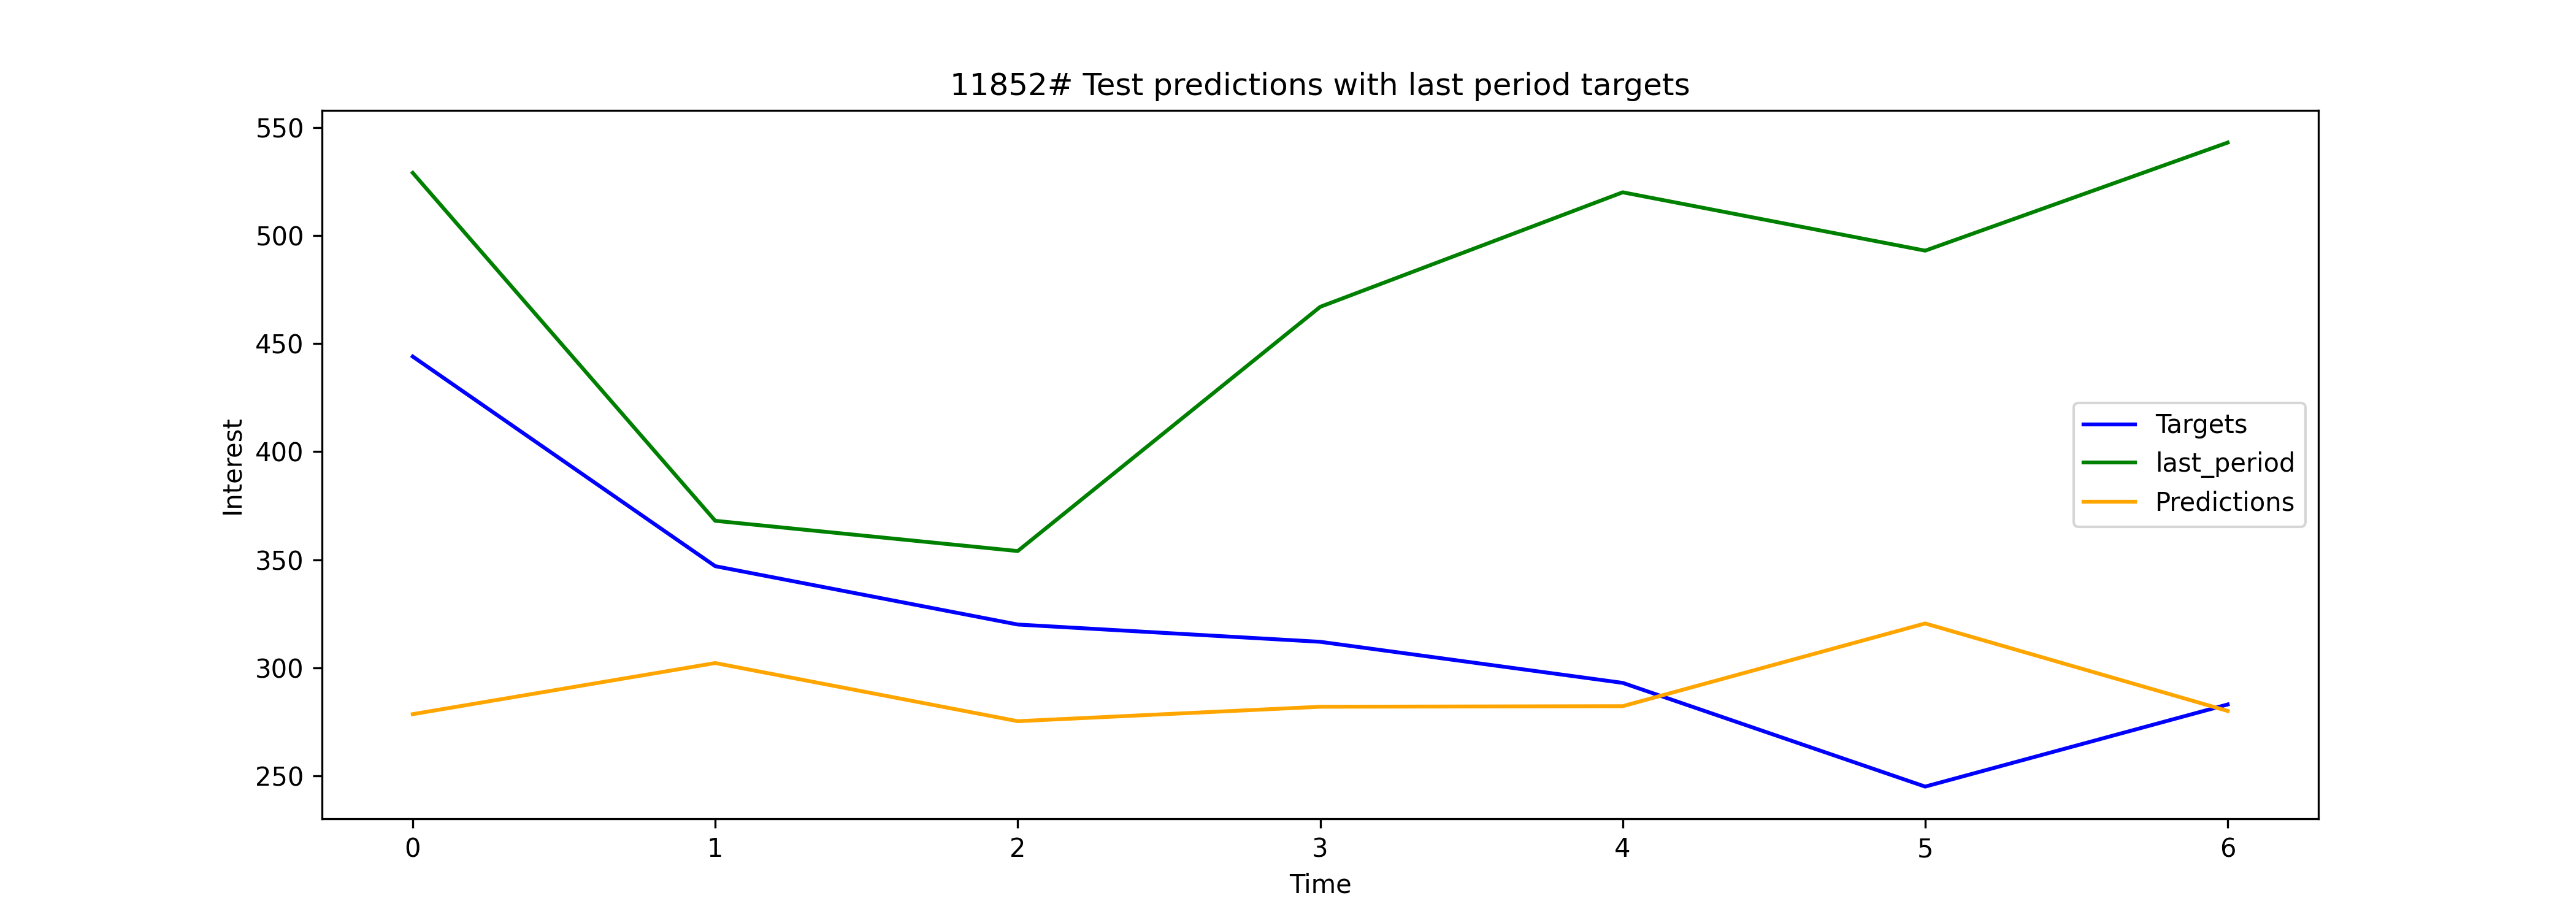 11852# Test predictions with last period targets
550
500
450
400
350
300
250
Interest
Targets
last_period
Predictions
0 1 2 3 4 5 6
Time